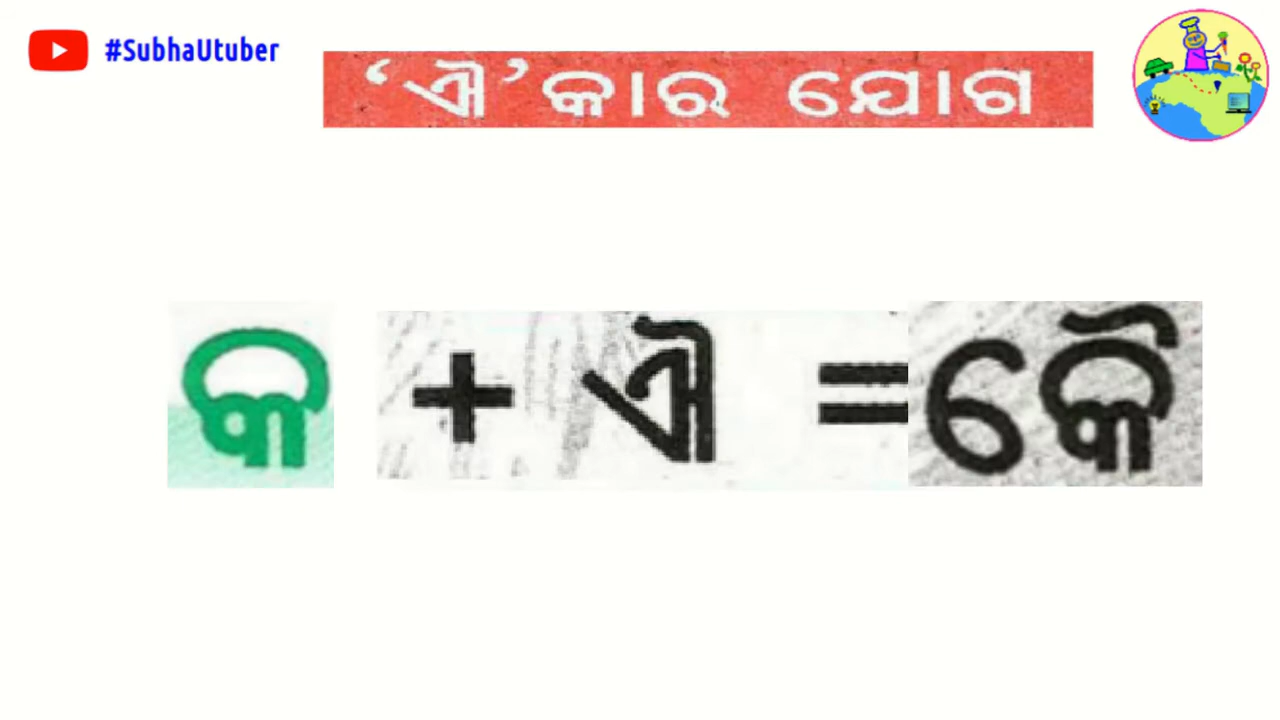 #SubhaUtuber
‘ଐ’କାର ଯୋଗ
କ + ଐ = କୈ